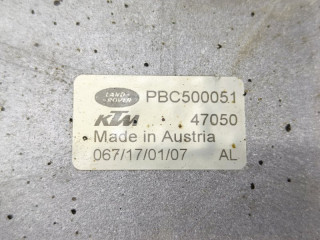 LAND ROVER PBC500051
KTM 47050
Made in Austria
067/17/01/07 AL